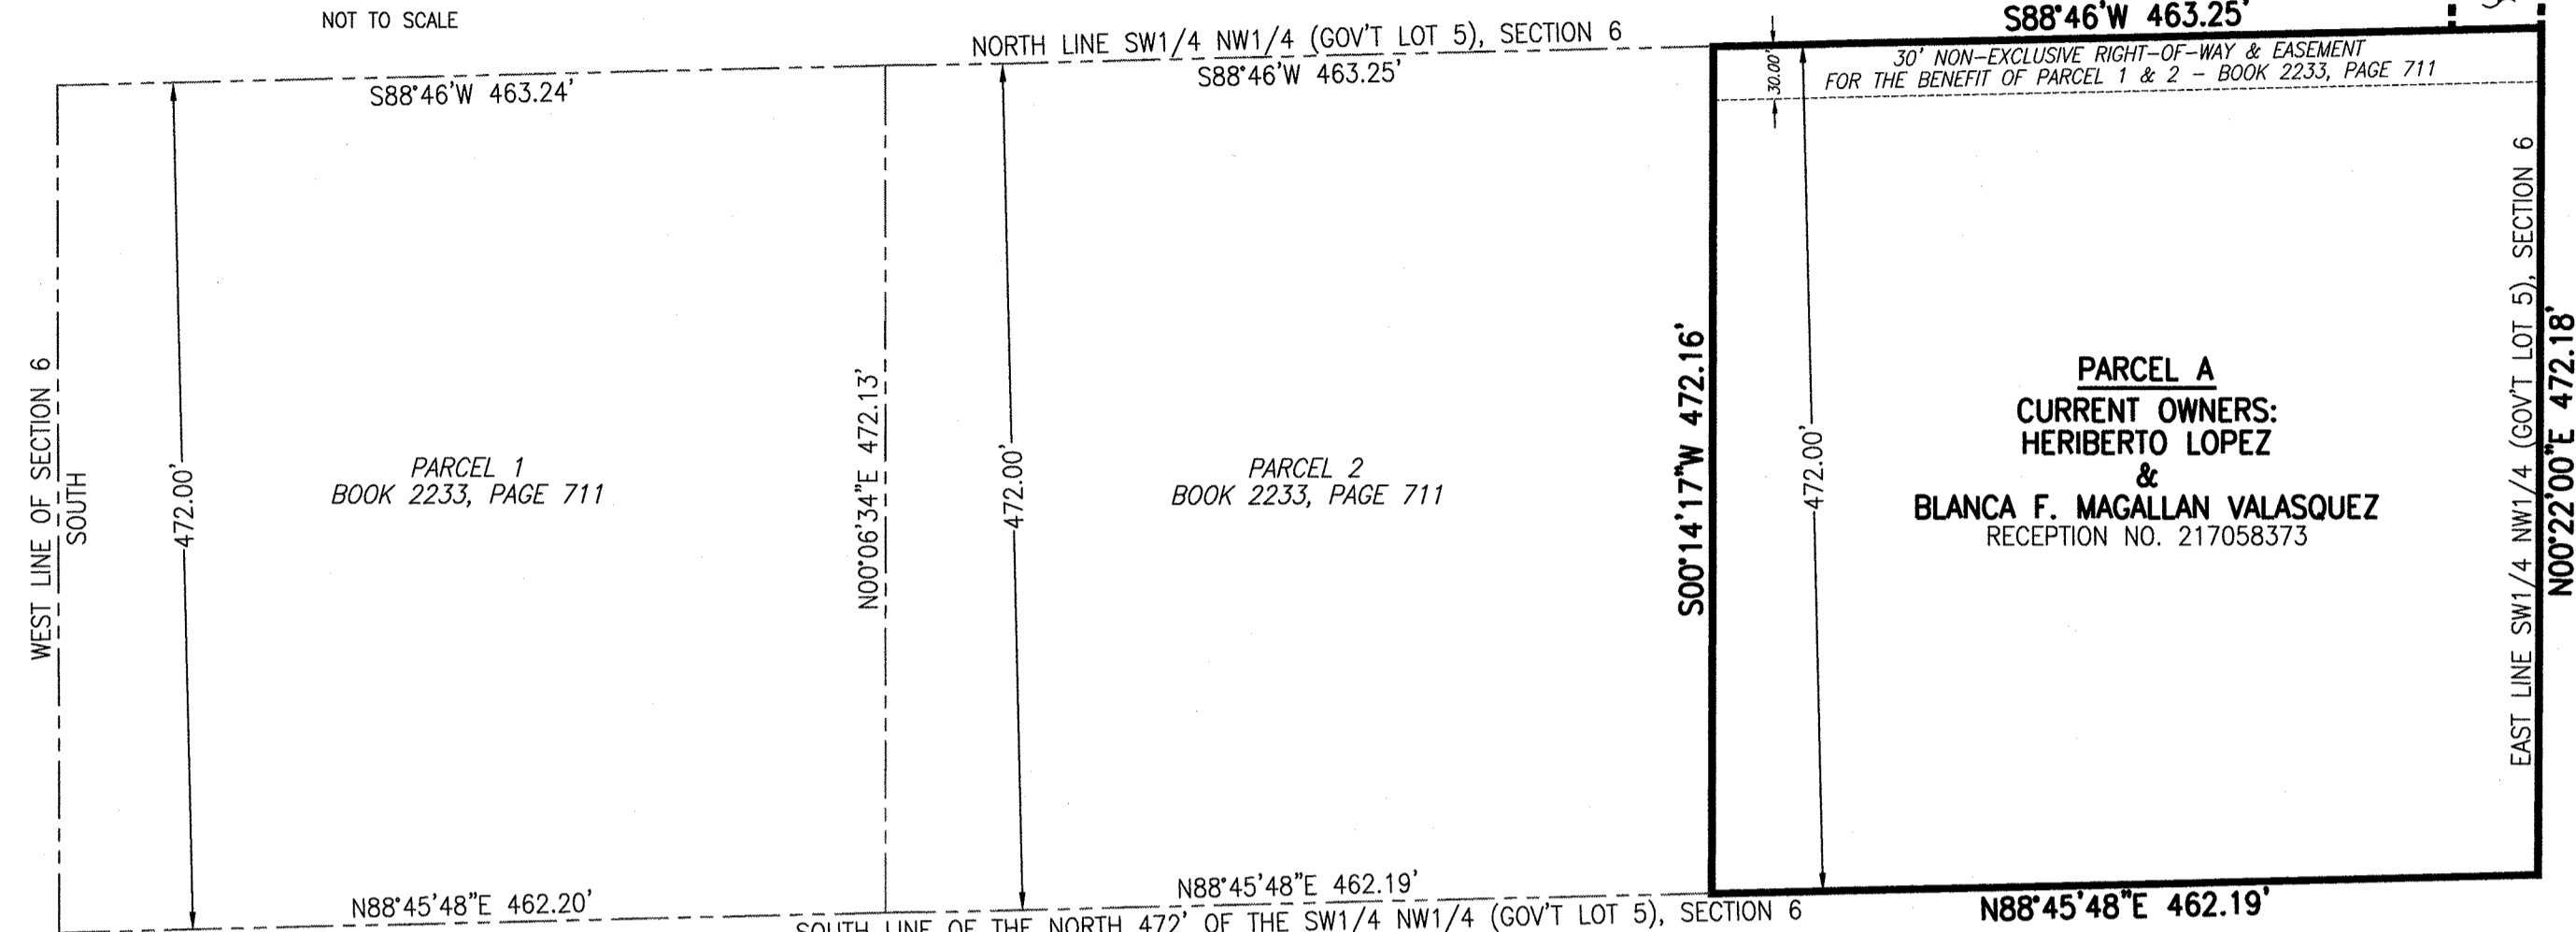 NOT TO SCALE
S88°46'W 463.25'
NORTH LINE SW1/4 NW1/4 (GOV'T LOT 5), SECTION 6
S88°46'W 463.24'
S88°46'W 463.25'
30.00'
30' NON-EXCLUSIVE RIGHT-OF-WAY & EASEMENT
FOR THE BENEFIT OF PARCEL 1 & 2 - BOOK 2233, PAGE 711
WEST LINE OF SECTION 6
SOUTH
472.00'
PARCEL 1
BOOK 2233, PAGE 711
N00°06'34"E 472.13'
472.00'
PARCEL 2
BOOK 2233, PAGE 711
S00°14'17"W 472.16'
472.00'
PARCEL A
CURRENT OWNERS:
HERIBERTO LOPEZ
&
BLANCA F. MAGALLAN VALASQUEZ
RECEPTION NO. 217058373
EAST LINE SW1/4 NW1/4 (GOV'T LOT 5), SECTION 6
N00°22'00"E 472.18'
N88°45'48"E 462.20'
N88°45'48"E 462.19'
N88°45'48"E 462.19'
SOUTH LINE OF THE NORTH 472' OF THE SW1/4 NW1/4 (GOV'T LOT 5), SECTION 6